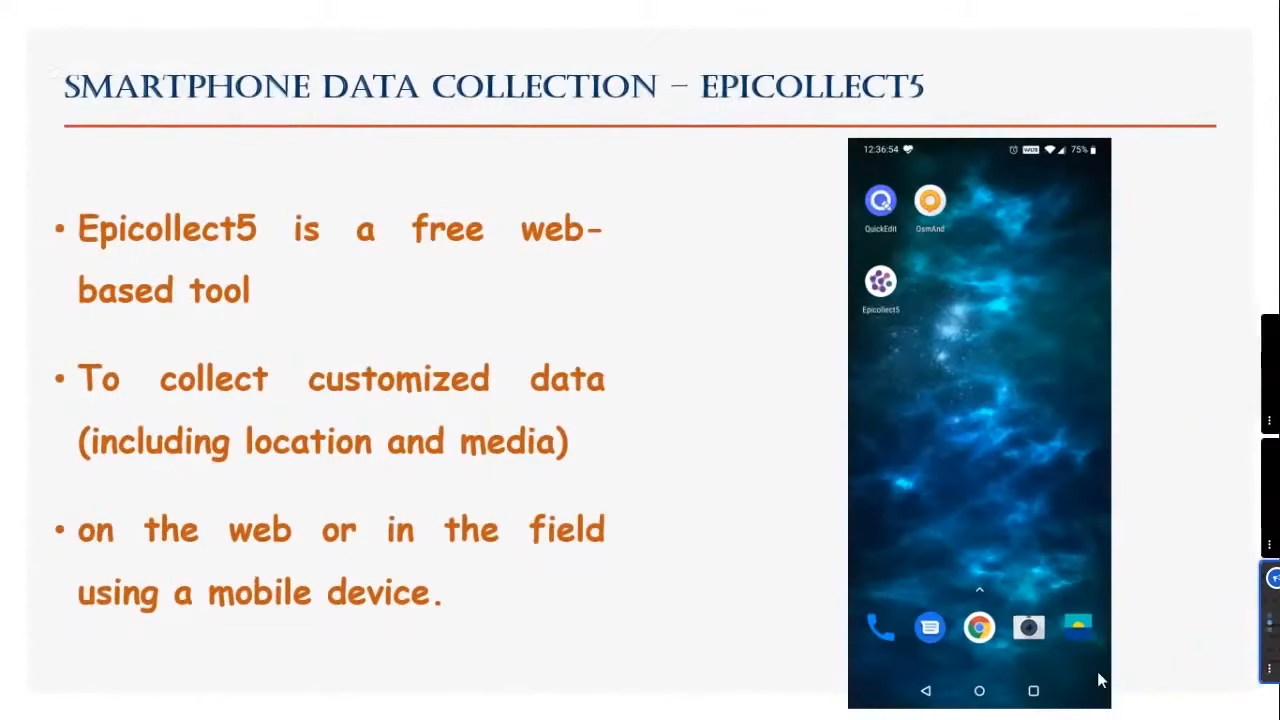 SMARTPHONE DATA COLLECTION – EPICOLLECT5
• Epicollect5 is a free web-
based tool
• To collect customized data
(including location and media)
• on the web or in the field
using a mobile device.
12:36:54
VoLTE
75%
QuickEdit
OsmAnd
Epicollect5